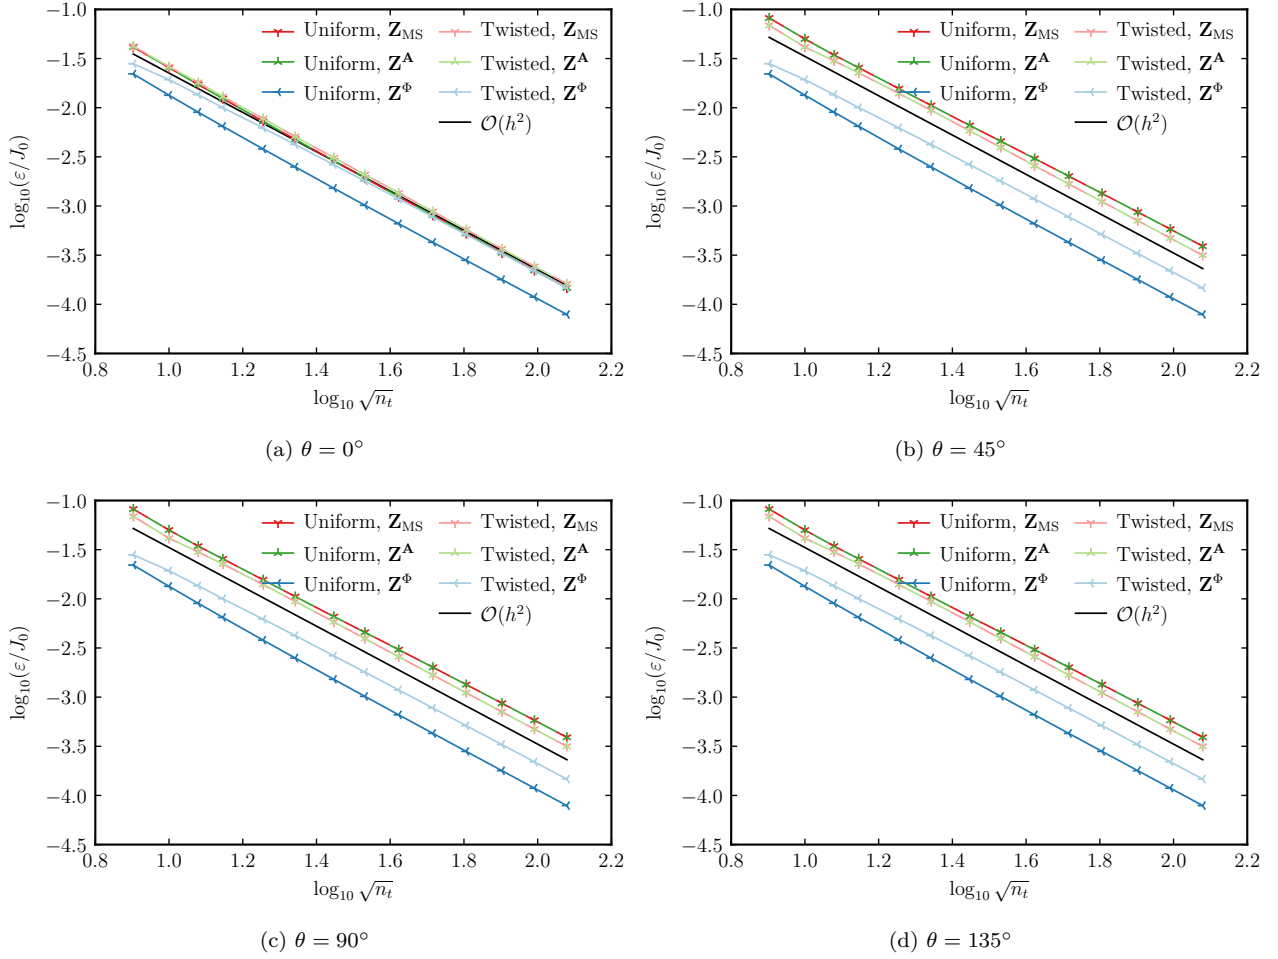 −1.0
−1.5
−2.0
−2.5
−3.0
−3.5
−4.0
−4.5
log₁₀(ε/J₀)
Uniform, Z_MS
Uniform, Z^A
Uniform, Z^Φ
Twisted, Z_MS
Twisted, Z^A
Twisted, Z^Φ
𝒪(h²)
0.8 1.0 1.2 1.4 1.6 1.8 2.0 2.2
log₁₀ √n_t
(a) θ = 0°
−1.0
−1.5
−2.0
−2.5
−3.0
−3.5
−4.0
−4.5
log₁₀(ε/J₀)
Uniform, Z_MS
Uniform, Z^A
Uniform, Z^Φ
Twisted, Z_MS
Twisted, Z^A
Twisted, Z^Φ
𝒪(h²)
0.8 1.0 1.2 1.4 1.6 1.8 2.0 2.2
log₁₀ √n_t
(b) θ = 45°
−1.0
−1.5
−2.0
−2.5
−3.0
−3.5
−4.0
−4.5
log₁₀(ε/J₀)
Uniform, Z_MS
Uniform, Z^A
Uniform, Z^Φ
Twisted, Z_MS
Twisted, Z^A
Twisted, Z^Φ
𝒪(h²)
0.8 1.0 1.2 1.4 1.6 1.8 2.0 2.2
log₁₀ √n_t
(c) θ = 90°
−1.0
−1.5
−2.0
−2.5
−3.0
−3.5
−4.0
−4.5
log₁₀(ε/J₀)
Uniform, Z_MS
Uniform, Z^A
Uniform, Z^Φ
Twisted, Z_MS
Twisted, Z^A
Twisted, Z^Φ
𝒪(h²)
0.8 1.0 1.2 1.4 1.6 1.8 2.0 2.2
log₁₀ √n_t
(d) θ = 135°